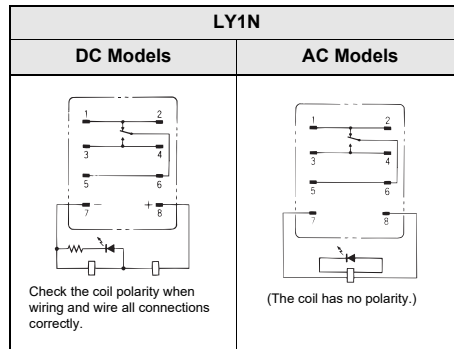 LY1N
DC Models
AC Models
1 2
3 4
5 6
− +
7 8
Check the coil polarity when
wiring and wire all connections
correctly.
1 2
3 4
5 6
7 8
(The coil has no polarity.)